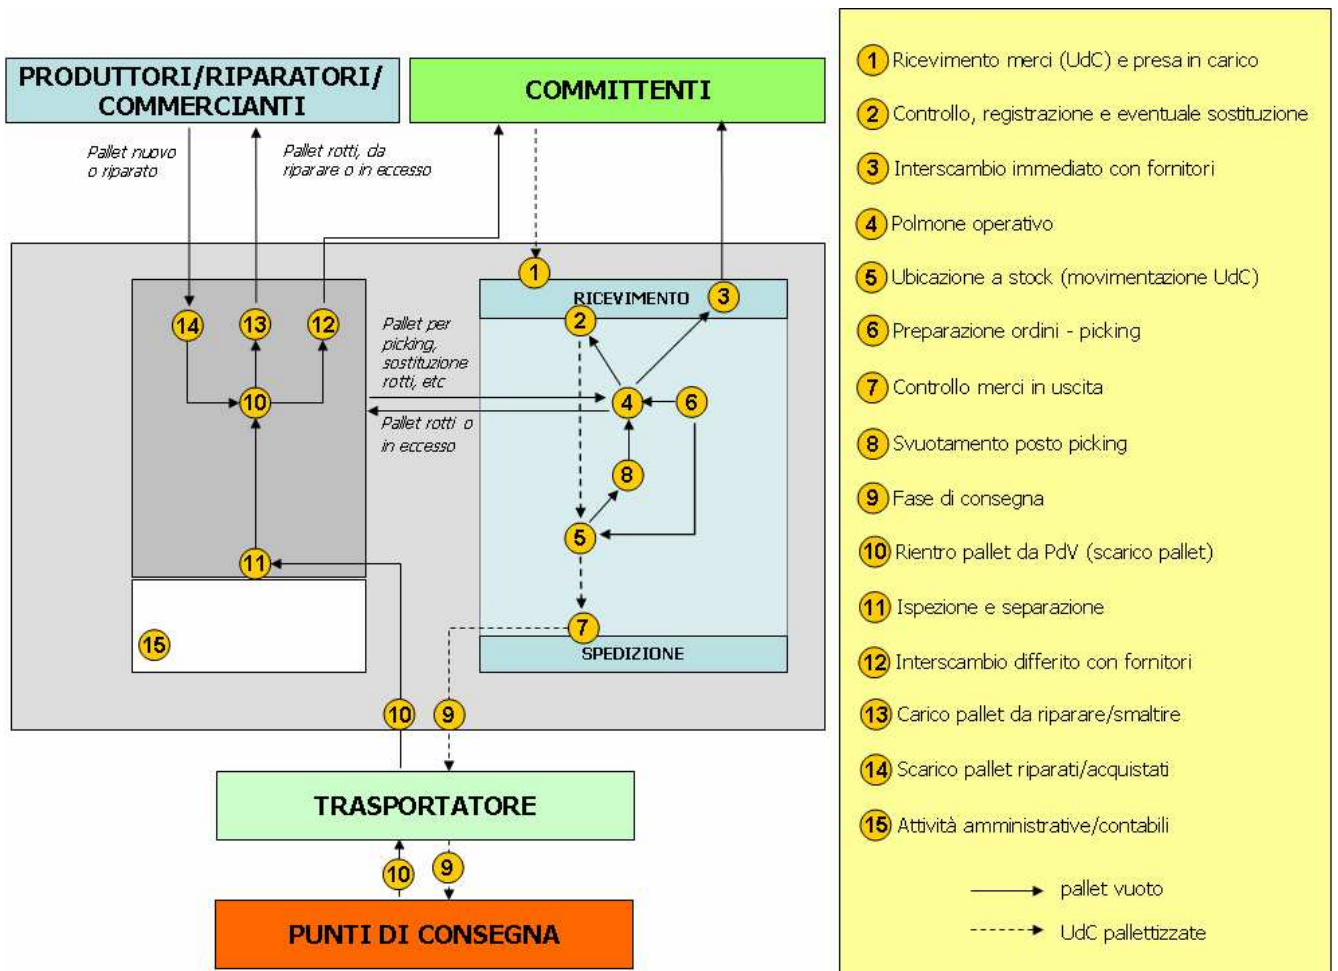 PRODUTTORI/RIPARATORI/
COMMERCIANTI
COMMITTENTI
Pallet nuovo
o riparato
Pallet rotti, da
riparare o in eccesso
1
RICEVIMENTO
3
2
14
13
12
Pallet per
picking,
sostituzione
rotti, etc
10
4
6
Pallet rotti o
in eccesso
8
5
11
7
15
SPEDIZIONE
10
9
TRASPORTATORE
10
9
PUNTI DI CONSEGNA
1 Ricevimento merci (UdC) e presa in carico
2 Controllo, registrazione e eventuale sostituzione
3 Interscambio immediato con fornitori
4 Polmone operativo
5 Ubicazione a stock (movimentazione UdC)
6 Preparazione ordini - picking
7 Controllo merci in uscita
8 Svuotamento posto picking
9 Fase di consegna
10 Rientro pallet da PdV (scarico pallet)
11 Ispezione e separazione
12 Interscambio differito con fornitori
13 Carico pallet da riparare/smaltire
14 Scarico pallet riparati/acquistati
15 Attività amministrative/contabili
pallet vuoto
UdC pallettizzate